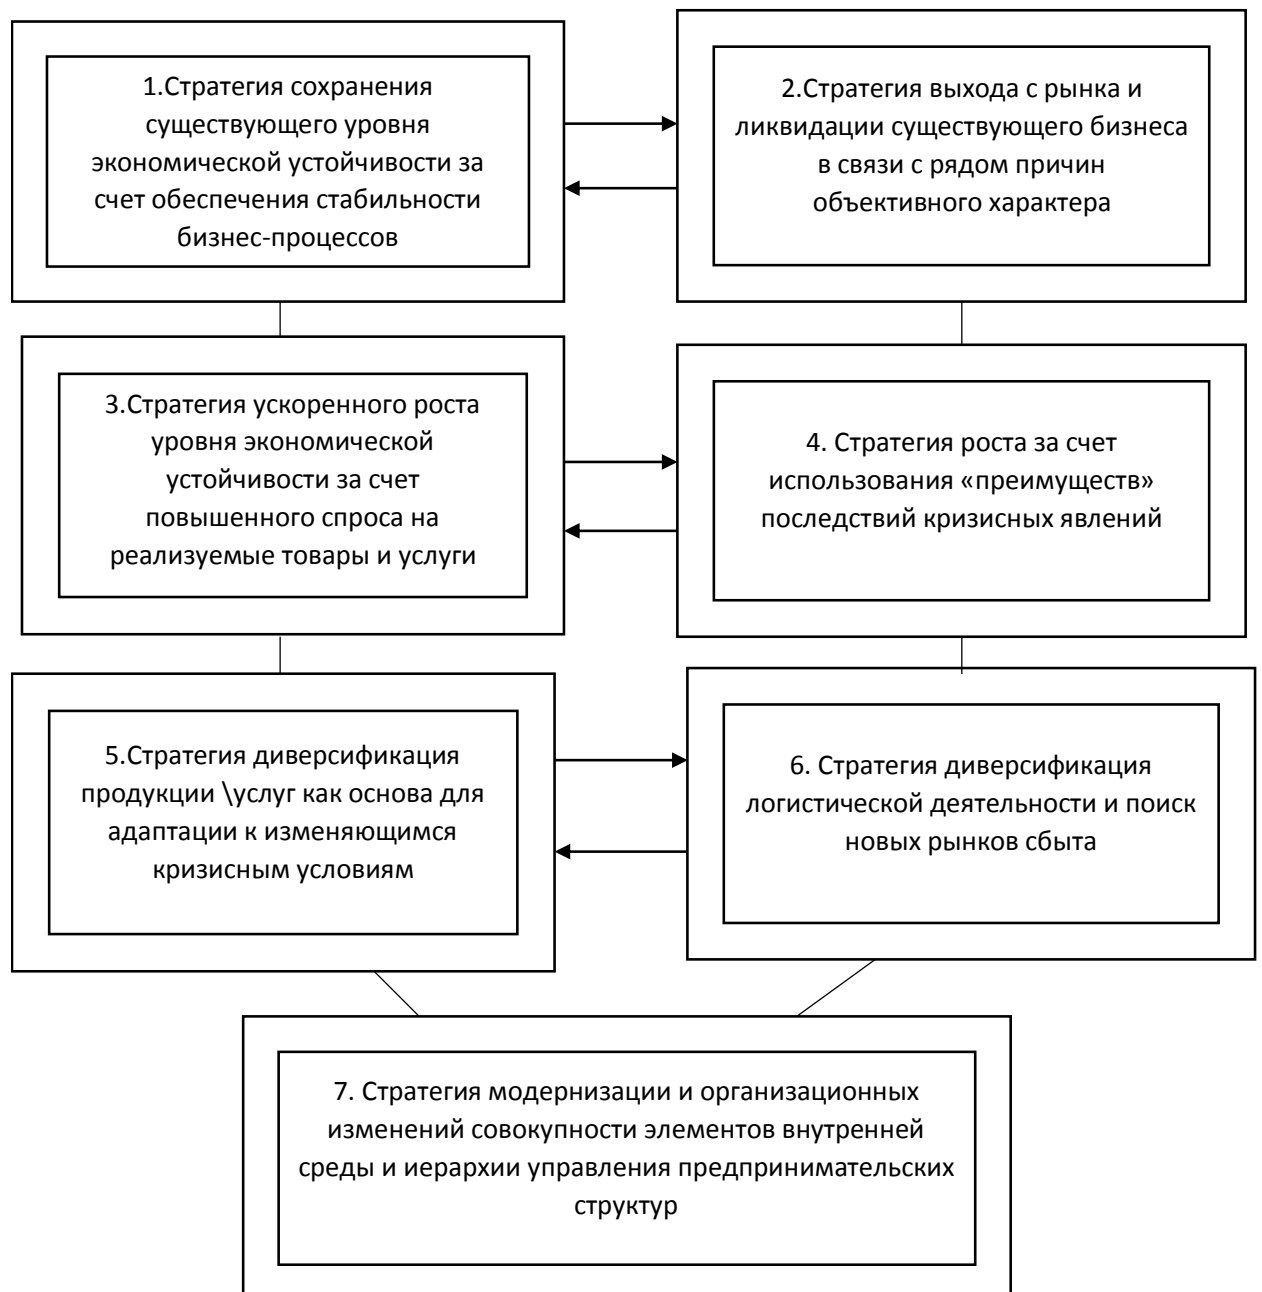 1.Стратегия сохранения
существующего уровня
экономической устойчивости за
счет обеспечения стабильности
бизнес-процессов
2.Стратегия выхода с рынка и
ликвидации существующего бизнеса
в связи с рядом причин
объективного характера
3.Стратегия ускоренного роста
уровня экономической
устойчивости за счет
повышенного спроса на
реализуемые товары и услуги
4. Стратегия роста за счет
использования «преимуществ»
последствий кризисных явлений
5.Стратегия диверсификация
продукции \услуг как основа для
адаптации к изменяющимся
кризисным условиям
6. Стратегия диверсификация
логистической деятельности и поиск
новых рынков сбыта
7. Стратегия модернизации и организационных
изменений совокупности элементов внутренней
среды и иерархии управления предпринимательских
структур